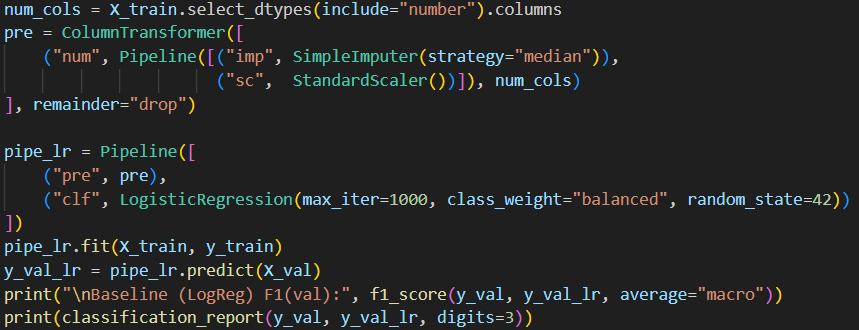 num_cols = X_train.select_dtypes(include="number").columns
pre = ColumnTransformer([
    ("num", Pipeline([("imp", SimpleImputer(strategy="median")),
                      ("sc",  StandardScaler())]), num_cols)
], remainder="drop")

pipe_lr = Pipeline([
    ("pre", pre),
    ("clf", LogisticRegression(max_iter=1000, class_weight="balanced", random_state=42))
])
pipe_lr.fit(X_train, y_train)
y_val_lr = pipe_lr.predict(X_val)
print("\nBaseline (LogReg) F1(val):", f1_score(y_val, y_val_lr, average="macro"))
print(classification_report(y_val, y_val_lr, digits=3))